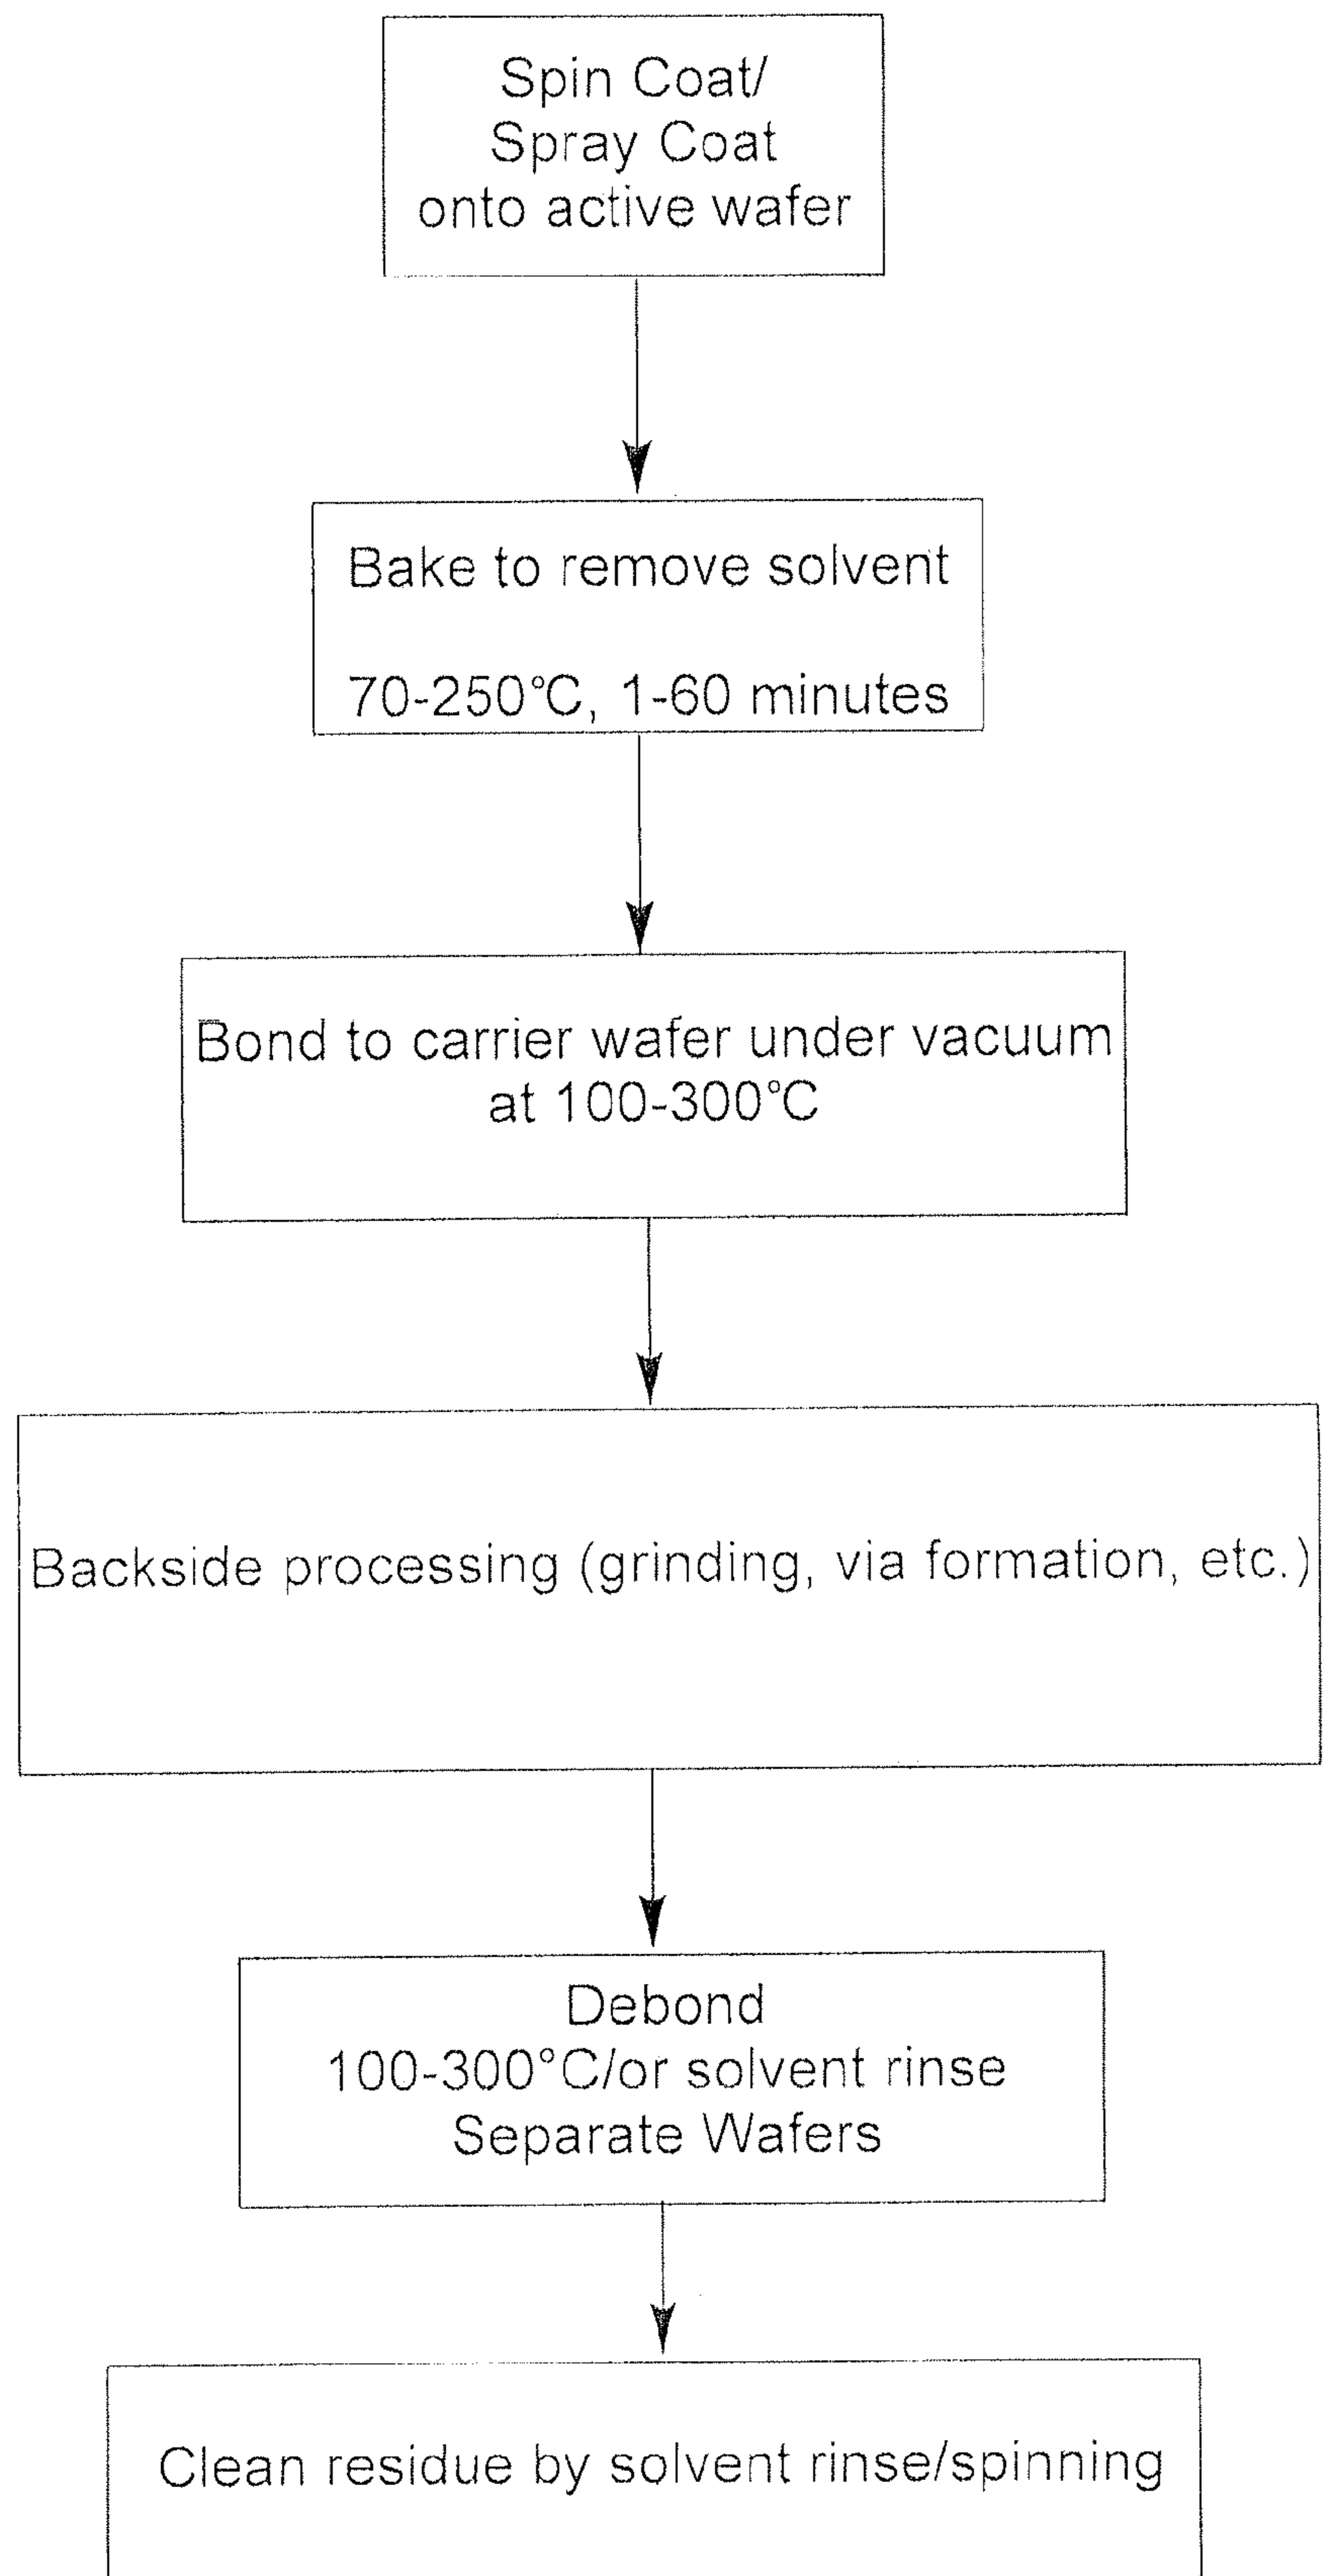 Spin Coat/
Spray Coat
onto active wafer
Bake to remove solvent
70-250°C, 1-60 minutes
Bond to carrier wafer under vacuum
at 100-300°C
Backside processing (grinding, via formation, etc.)
Debond
100-300°C/or solvent rinse
Separate Wafers
Clean residue by solvent rinse/spinning